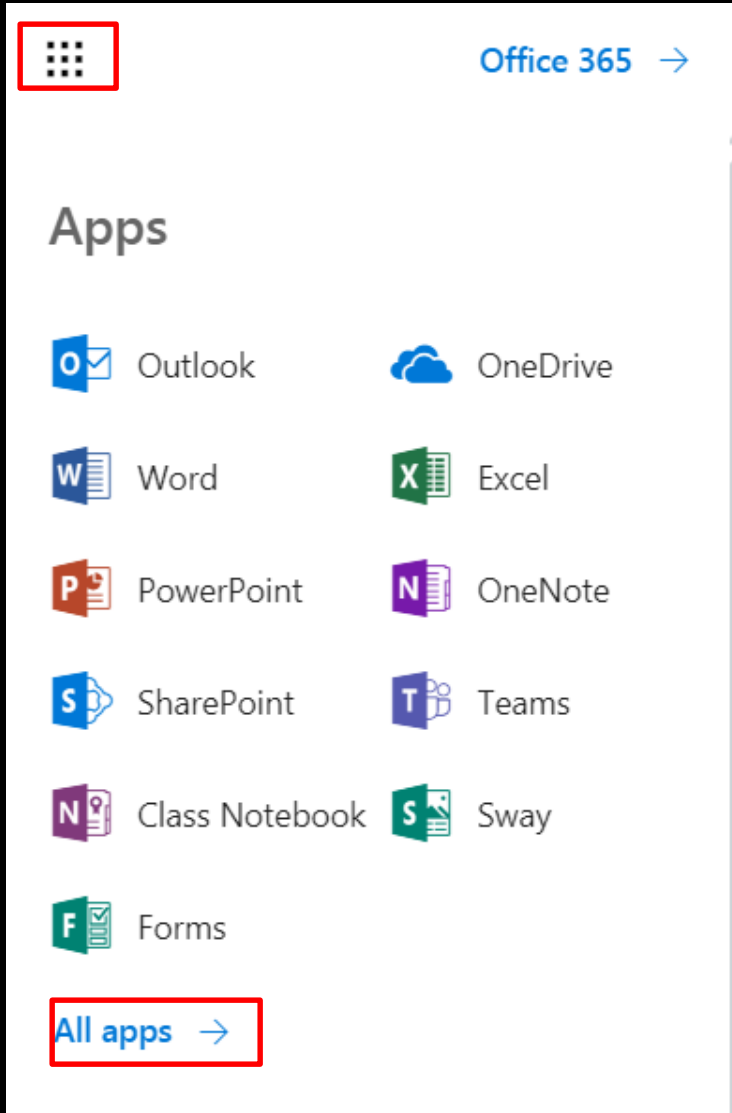 Office 365 →
Apps
Outlook OneDrive
Word Excel
PowerPoint OneNote
SharePoint Teams
Class Notebook Sway
Forms
All apps →